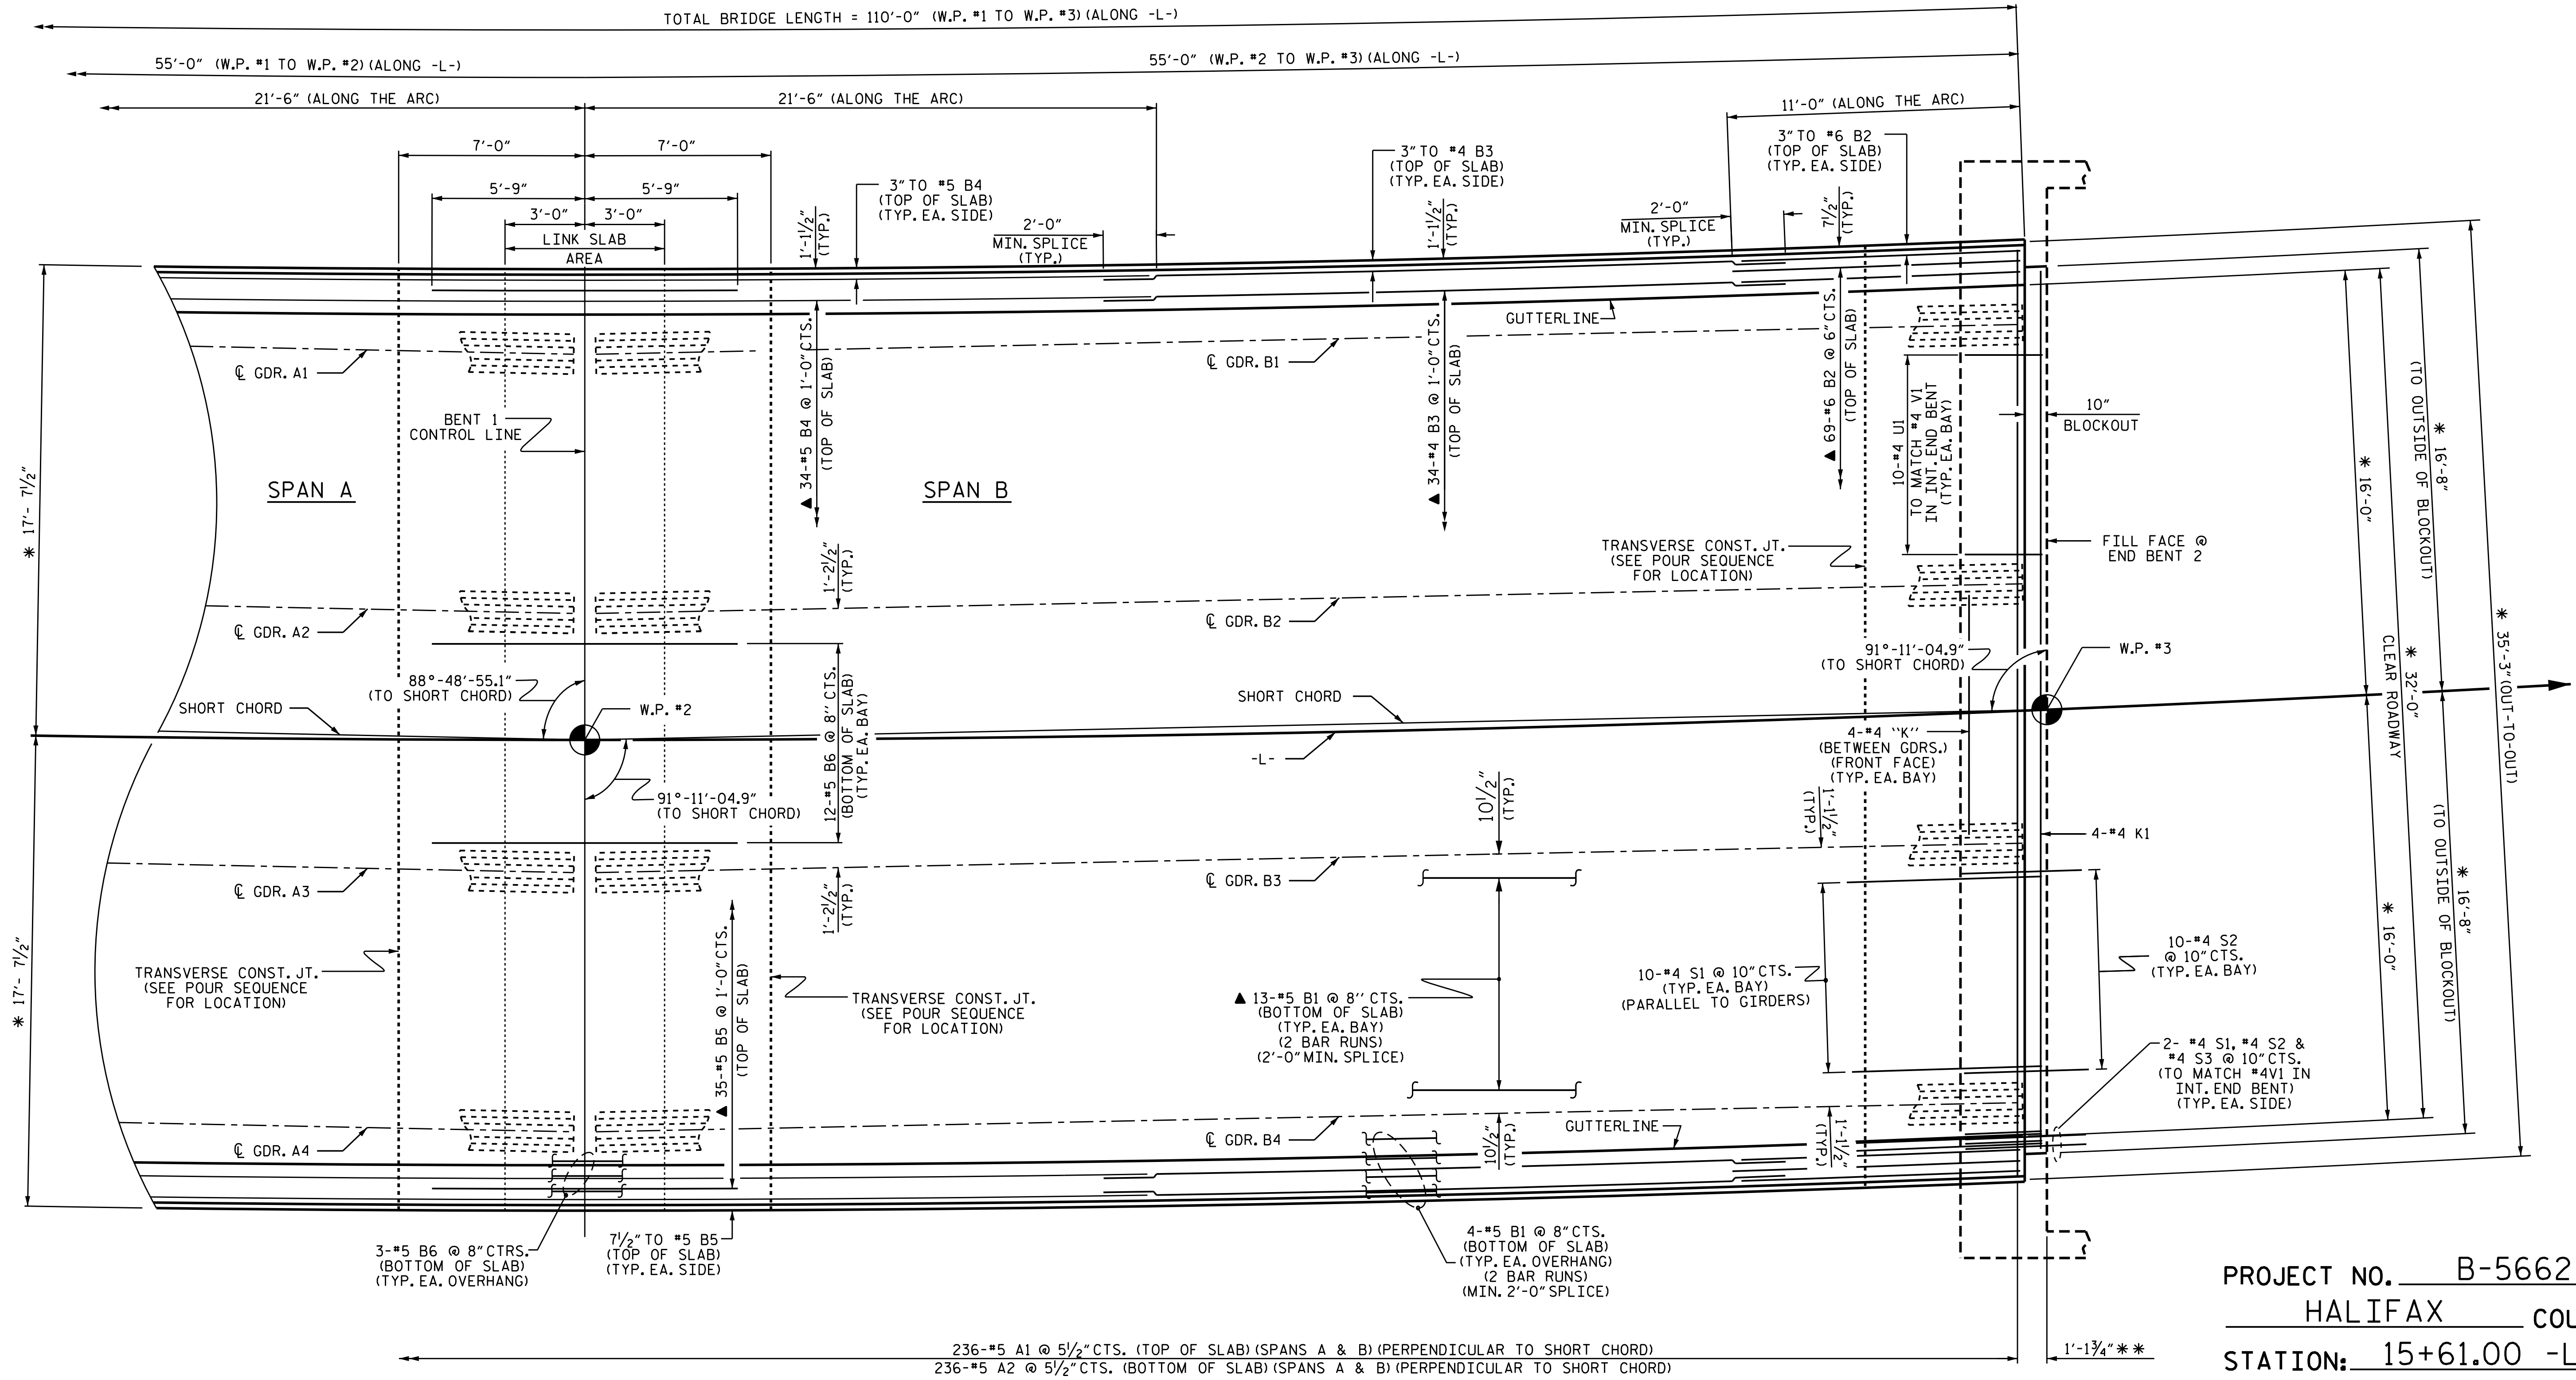 TOTAL BRIDGE LENGTH = 110'-0" (W.P. #1 TO W.P. #3) (ALONG -L-)
55'-0" (W.P. #1 TO W.P. #2) (ALONG -L-)
55'-0" (W.P. #2 TO W.P. #3) (ALONG -L-)
21'-6" (ALONG THE ARC)
21'-6" (ALONG THE ARC)
11'-0" (ALONG THE ARC)
7'-0"
7'-0"
5'-9"
5'-9"
3'-0"
3'-0"
LINK SLAB
AREA
1'-1½"
(TYP.)
3" TO #5 B4
(TOP OF SLAB)
(TYP. EA. SIDE)
2'-0"
MIN. SPLICE
(TYP.)
3" TO #4 B3
(TOP OF SLAB)
(TYP. EA. SIDE)
1'-1½"
(TYP.)
2'-0"
MIN. SPLICE
(TYP.)
3" TO #6 B2
(TOP OF SLAB)
(TYP. EA. SIDE)
7½"
(TYP.)
GUTTERLINE
℄ GDR. A1
℄ GDR. B1
▲ 34-#5 B4 @ 1'-0" CTS.
(TOP OF SLAB)
▲ 34-#4 B3 @ 1'-0" CTS.
(TOP OF SLAB)
▲ 69-#6 B2 @ 6" CTS.
(TOP OF SLAB)
10-#4 U1
TO MATCH #4 V1
IN INT. END BENT
(TYP. EA. BAY)
10"
BLOCKOUT
BENT 1
CONTROL LINE
SPAN A
SPAN B
* 17'- 7½"
* 17'- 7½"
TRANSVERSE CONST. JT.
(SEE POUR SEQUENCE
FOR LOCATION)
FILL FACE @
END BENT 2
1'-2½"
(TYP.)
℄ GDR. A2
℄ GDR. B2
88°-48'-55.1"
(TO SHORT CHORD)
SHORT CHORD
W.P. #2
91°-11'-04.9"
(TO SHORT CHORD)
12-#5 B6 @ 8'' CTS.
(BOTTOM OF SLAB)
(TYP. EA. BAY)
SHORT CHORD
-L-
91°-11'-04.9"
(TO SHORT CHORD)
W.P. #3
4-#4 ``K''
(BETWEEN GDRS.)
(FRONT FACE)
(TYP. EA. BAY)
* 16'-0"
* 16'-0"
* 32'-0"
CLEAR ROADWAY
* 16'-8"
(TO OUTSIDE OF BLOCKOUT)
* 16'-8"
(TO OUTSIDE OF BLOCKOUT)
* 35'-3" (OUT-TO-OUT)
10½"
(TYP.)
1'-1½"
(TYP.)
4-#4 K1
℄ GDR. A3
℄ GDR. B3
1'-2½"
(TYP.)
TRANSVERSE CONST. JT.
(SEE POUR SEQUENCE
FOR LOCATION)
▲ 35-#5 B5 @ 1'-0" CTS.
(TOP OF SLAB)
TRANSVERSE CONST. JT.
(SEE POUR SEQUENCE
FOR LOCATION)
▲ 13-#5 B1 @ 8'' CTS.
(BOTTOM OF SLAB)
(TYP. EA. BAY)
(2 BAR RUNS)
(2'-0" MIN. SPLICE)
10-#4 S1 @ 10" CTS.
(TYP. EA. BAY)
(PARALLEL TO GIRDERS)
10-#4 S2
@ 10" CTS.
(TYP. EA. BAY)
2- #4 S1, #4 S2 &
#4 S3 @ 10" CTS.
(TO MATCH #4V1 IN
INT. END BENT)
(TYP. EA. SIDE)
℄ GDR. A4
℄ GDR. B4
10½"
(TYP.)
GUTTERLINE
1'-1½"
(TYP.)
3-#5 B6 @ 8" CTRS.
(BOTTOM OF SLAB)
(TYP. EA. OVERHANG)
7½" TO #5 B5
(TOP OF SLAB)
(TYP. EA. SIDE)
4-#5 B1 @ 8" CTS.
(BOTTOM OF SLAB)
(TYP. EA. OVERHANG)
(2 BAR RUNS)
(MIN. 2'-0" SPLICE)
236-#5 A1 @ 5½" CTS. (TOP OF SLAB) (SPANS A & B) (PERPENDICULAR TO SHORT CHORD)
236-#5 A2 @ 5½" CTS. (BOTTOM OF SLAB) (SPANS A & B) (PERPENDICULAR TO SHORT CHORD)
1'-1¾" * *
PROJECT NO. B-5662
HALIFAX COU
STATION: 15+61.00 -L